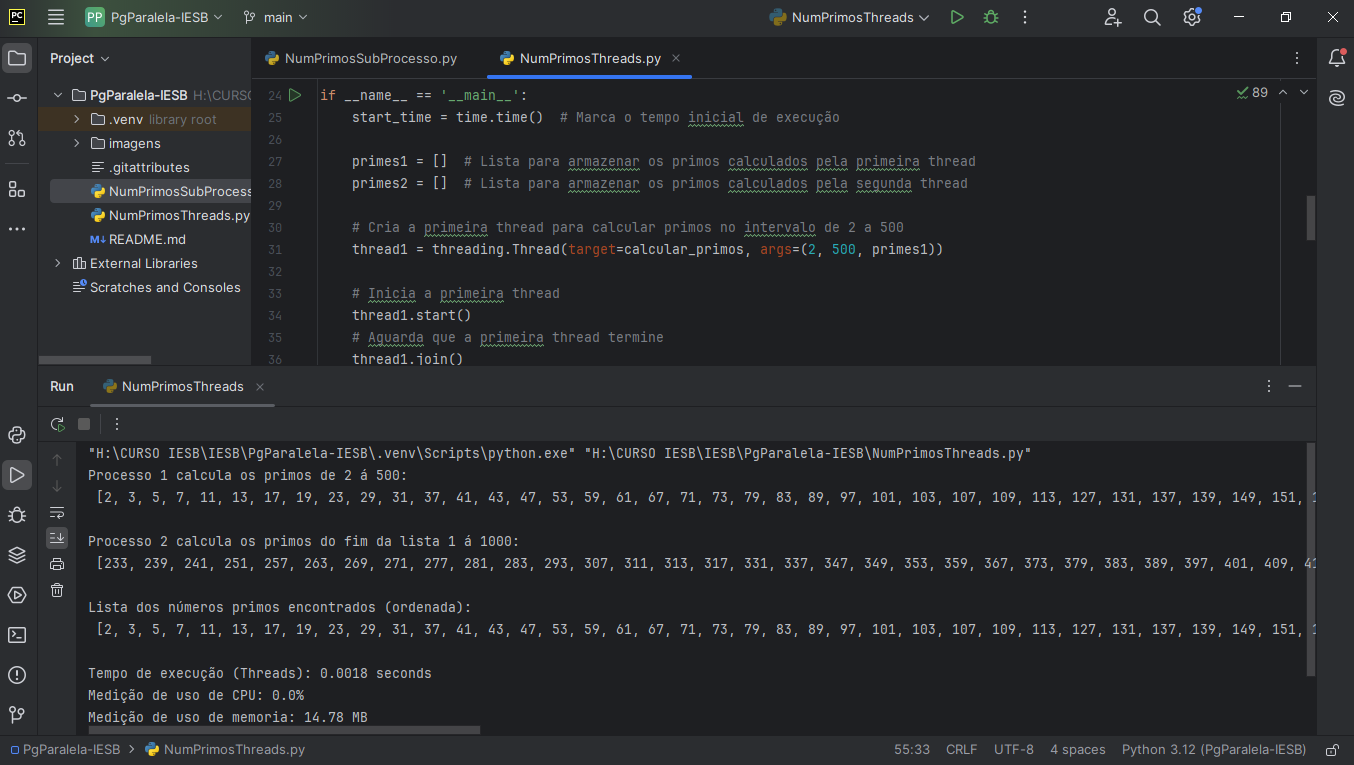 PC
PP PgParalela-IESB main NumPrimosThreads
Project
PgParalela-IESB H:\CURSO
.venv library root
imagens
.gitattributes
NumPrimosSubProcess
NumPrimosThreads.py
README.md
External Libraries
Scratches and Consoles
NumPrimosSubProcesso.py NumPrimosThreads.py
89
24 if __name__ == '__main__':
25 start_time = time.time() # Marca o tempo inicial de execução
26
27 primes1 = [] # Lista para armazenar os primos calculados pela primeira thread
28 primes2 = [] # Lista para armazenar os primos calculados pela segunda thread
29
30 # Cria a primeira thread para calcular primos no intervalo de 2 a 500
31 thread1 = threading.Thread(target=calcular_primos, args=(2, 500, primes1))
32
33 # Inicia a primeira thread
34 thread1.start()
35 # Aguarda que a primeira thread termine
36 thread1.join()
Run NumPrimosThreads
"H:\CURSO IESB\IESB\PgParalela-IESB\.venv\Scripts\python.exe" "H:\CURSO IESB\IESB\PgParalela-IESB\NumPrimosThreads.py"
Processo 1 calcula os primos de 2 á 500:
[2, 3, 5, 7, 11, 13, 17, 19, 23, 29, 31, 37, 41, 43, 47, 53, 59, 61, 67, 71, 73, 79, 83, 89, 97, 101, 103, 107, 109, 113, 127, 131, 137, 139, 149, 151,
Processo 2 calcula os primos do fim da lista 1 á 1000:
[233, 239, 241, 251, 257, 263, 269, 271, 277, 281, 283, 293, 307, 311, 313, 317, 331, 337, 347, 349, 353, 359, 367, 373, 379, 383, 389, 397, 401, 409,
Lista dos números primos encontrados (ordenada):
[2, 3, 5, 7, 11, 13, 17, 19, 23, 29, 31, 37, 41, 43, 47, 53, 59, 61, 67, 71, 73, 79, 83, 89, 97, 101, 103, 107, 109, 113, 127, 131, 137, 139, 149, 151,
Tempo de execução (Threads): 0.0018 seconds
Medição de uso de CPU: 0.0%
Medição de uso de memoria: 14.78 MB
PgParalela-IESB NumPrimosThreads.py 55:33 CRLF UTF-8 4 spaces Python 3.12 (PgParalela-IESB)